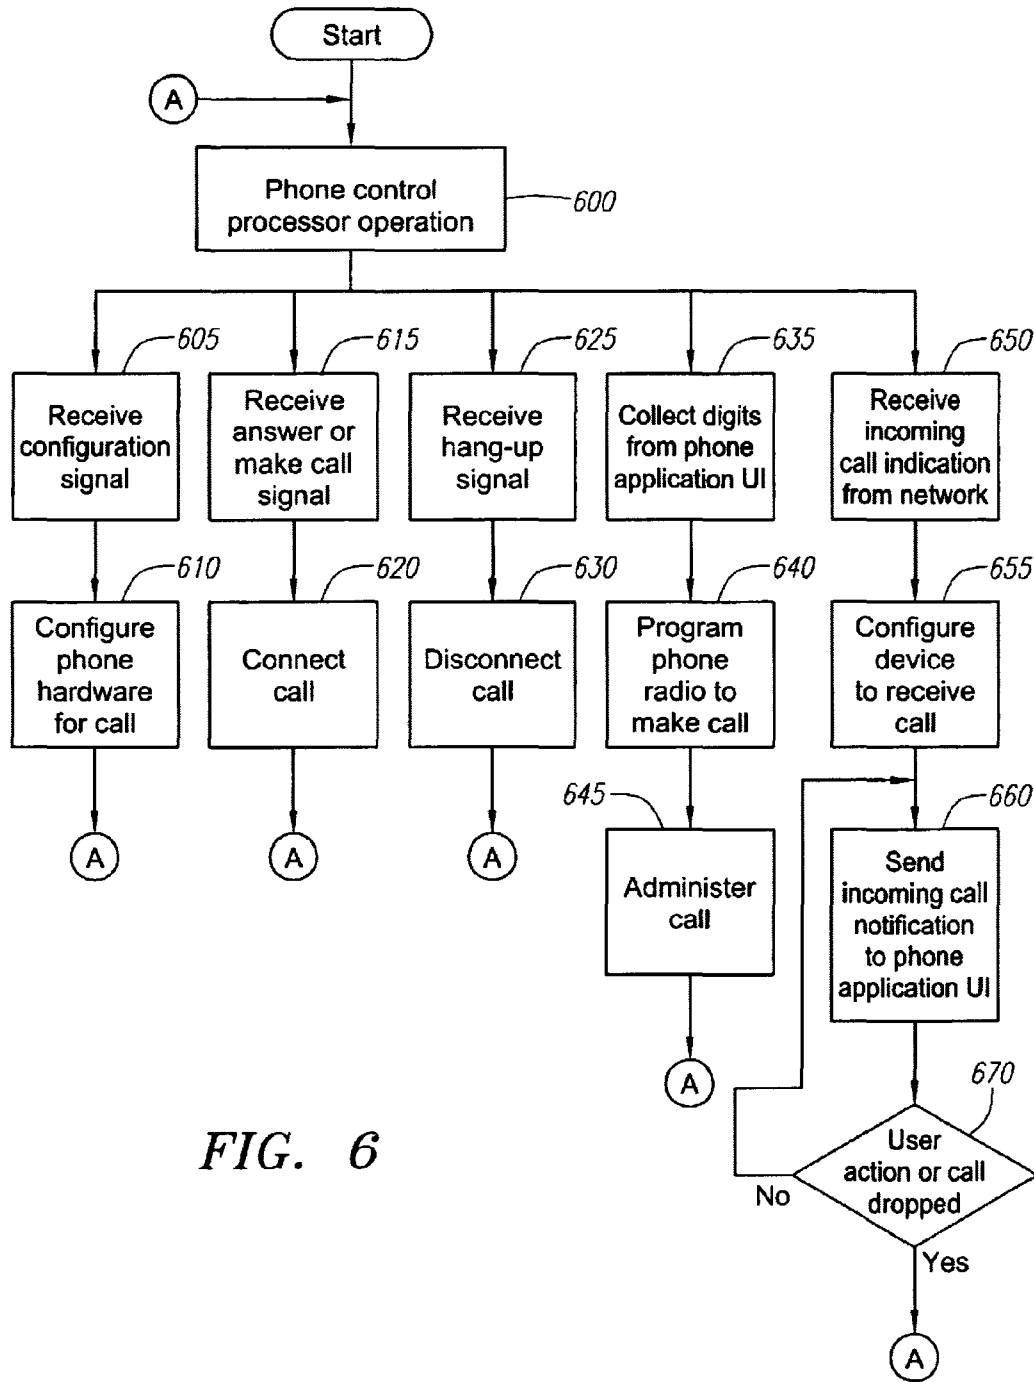 Start
A
Phone control
processor operation
600
605
615
625
635
650
Receive
configuration
signal
Receive
answer or
make call
signal
Receive
hang-up
signal
Collect digits
from phone
application UI
Receive
incoming
call indication
from network
610
620
630
640
655
Configure
phone
hardware
for call
Connect
call
Disconnect
call
Program
phone
radio to
make call
Configure
device
to receive
call
A
A
A
645
660
Administer
call
Send
incoming call
notification
to phone
application UI
A
670
User
action or call
dropped
No
Yes
A
FIG. 6